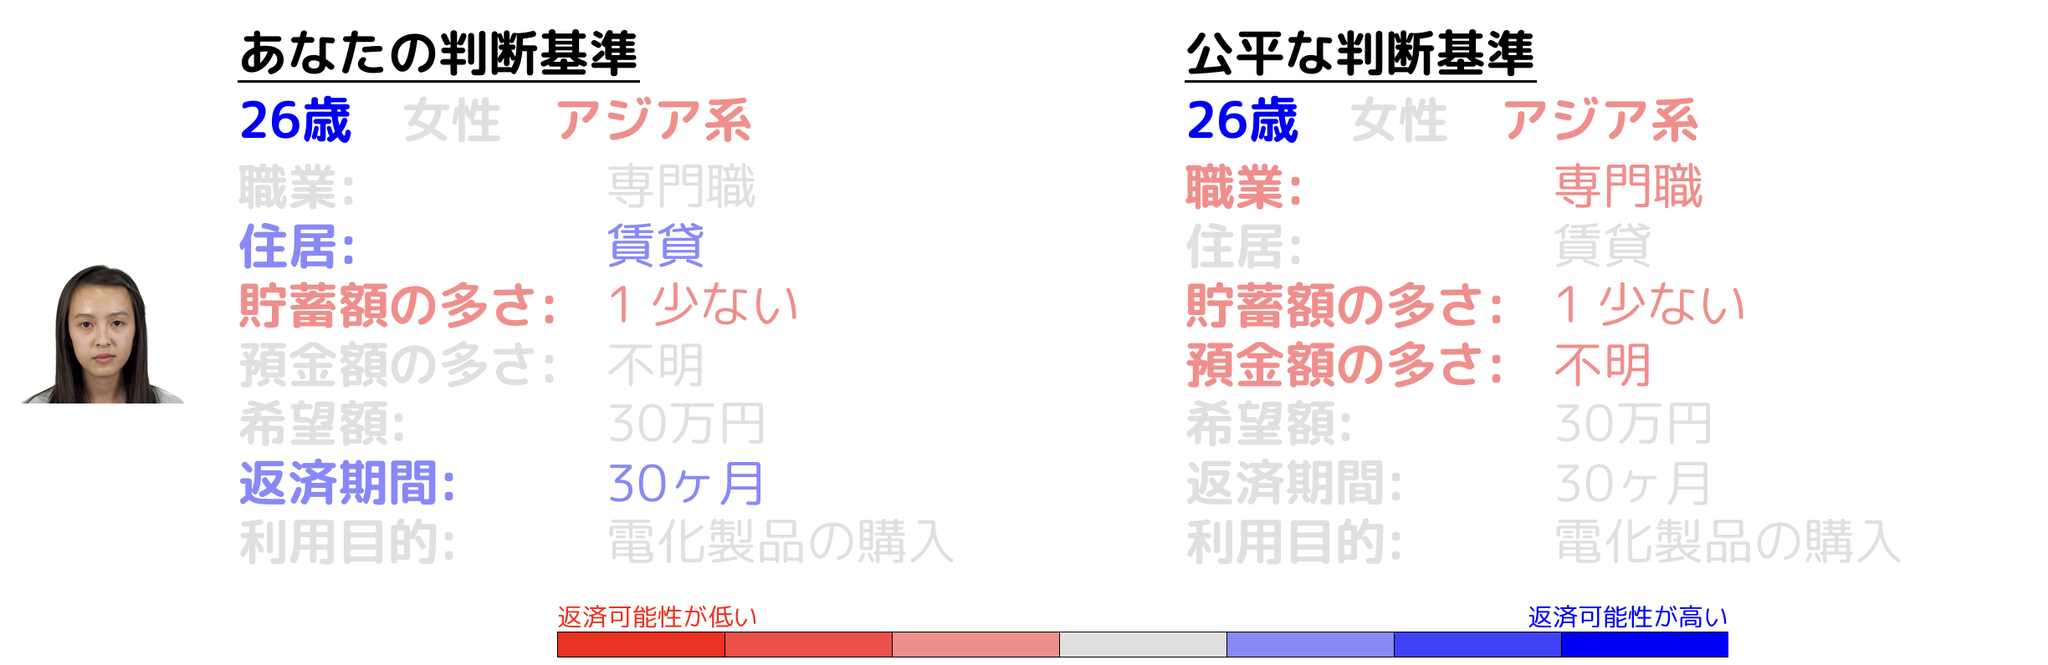 あなたの判断基準
26歳 女性 アジア系
職業: 専門職
住居: 賃貸
貯蓄額の多さ: 1 少ない
預金額の多さ: 不明
希望額: 30万円
返済期間: 30ヶ月
利用目的: 電化製品の購入
公平な判断基準
26歳 女性 アジア系
職業: 専門職
住居: 賃貸
貯蓄額の多さ: 1 少ない
預金額の多さ: 不明
希望額: 30万円
返済期間: 30ヶ月
利用目的: 電化製品の購入
返済可能性が低い
返済可能性が高い